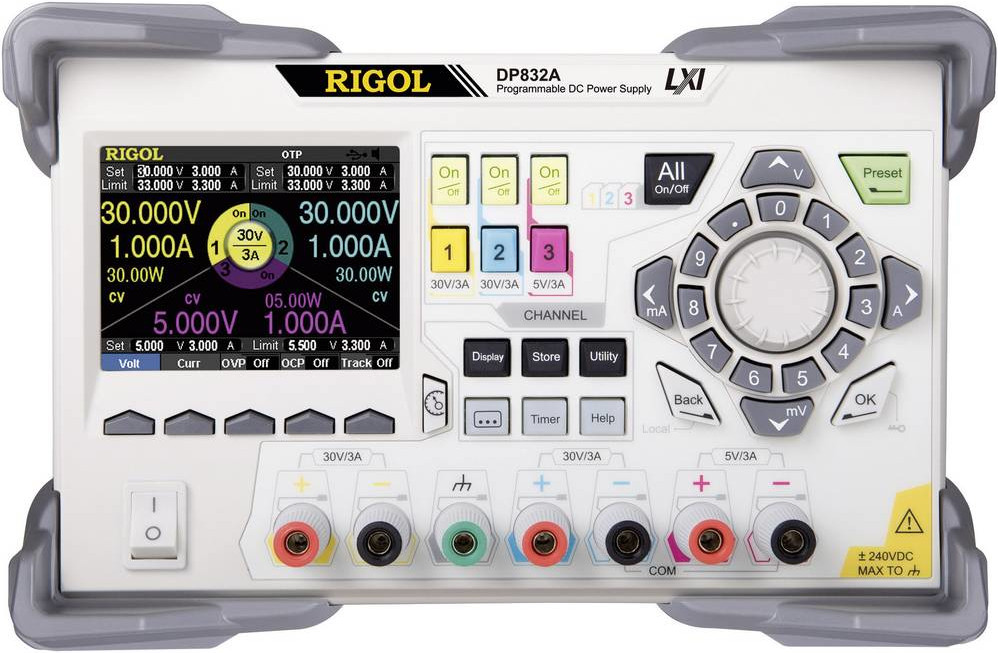 RIGOL DP832A LXI
Programmable DC Power Supply
RIGOL OTP
Set 30.000 V 3.000 A Set 30.000 V 3.000 A
Limit 33.000 V 3.300 A Limit 33.000 V 3.300 A
30.000V On On 30.000V
1.000A 1 30V 2 1.000A
3A
30.00W 3 On 30.00W
CV CV 05.00W CV
5.000V 1.000A
Set 5.000 V 3.000 A Limit 5.500 V 3.300 A
Volt Curr OVP Off OCP Off Track Off
On On On
Off Off Off
1 2 3
All
On/Off
1 2 3
30V/3A 30V/3A 5V/3A
CHANNEL
Display Store Utility
... Timer Help
V
Preset
. 0 1
9 2
mA 8 3 A
7 4
6 5
Back mV OK
Local
30V/3A 30V/3A 5V/3A
+ − + − + −
COM
I
O
± 240VDC
MAX TO